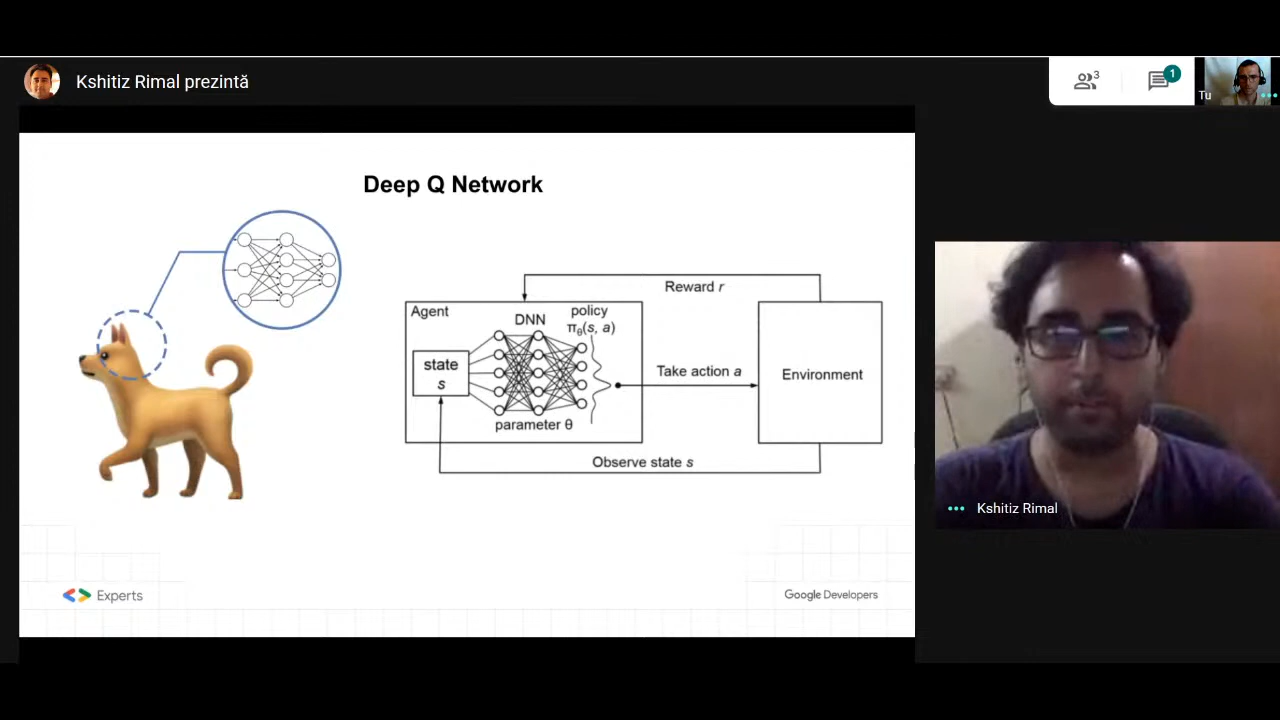 Kshitiz Rimal prezintă
3
1
Tu
Deep Q Network
Reward r
Agent
DNN
policy
πθ(s, a)
state
s
Take action a
Environment
parameter θ
Observe state s
Kshitiz Rimal
Experts
Google Developers